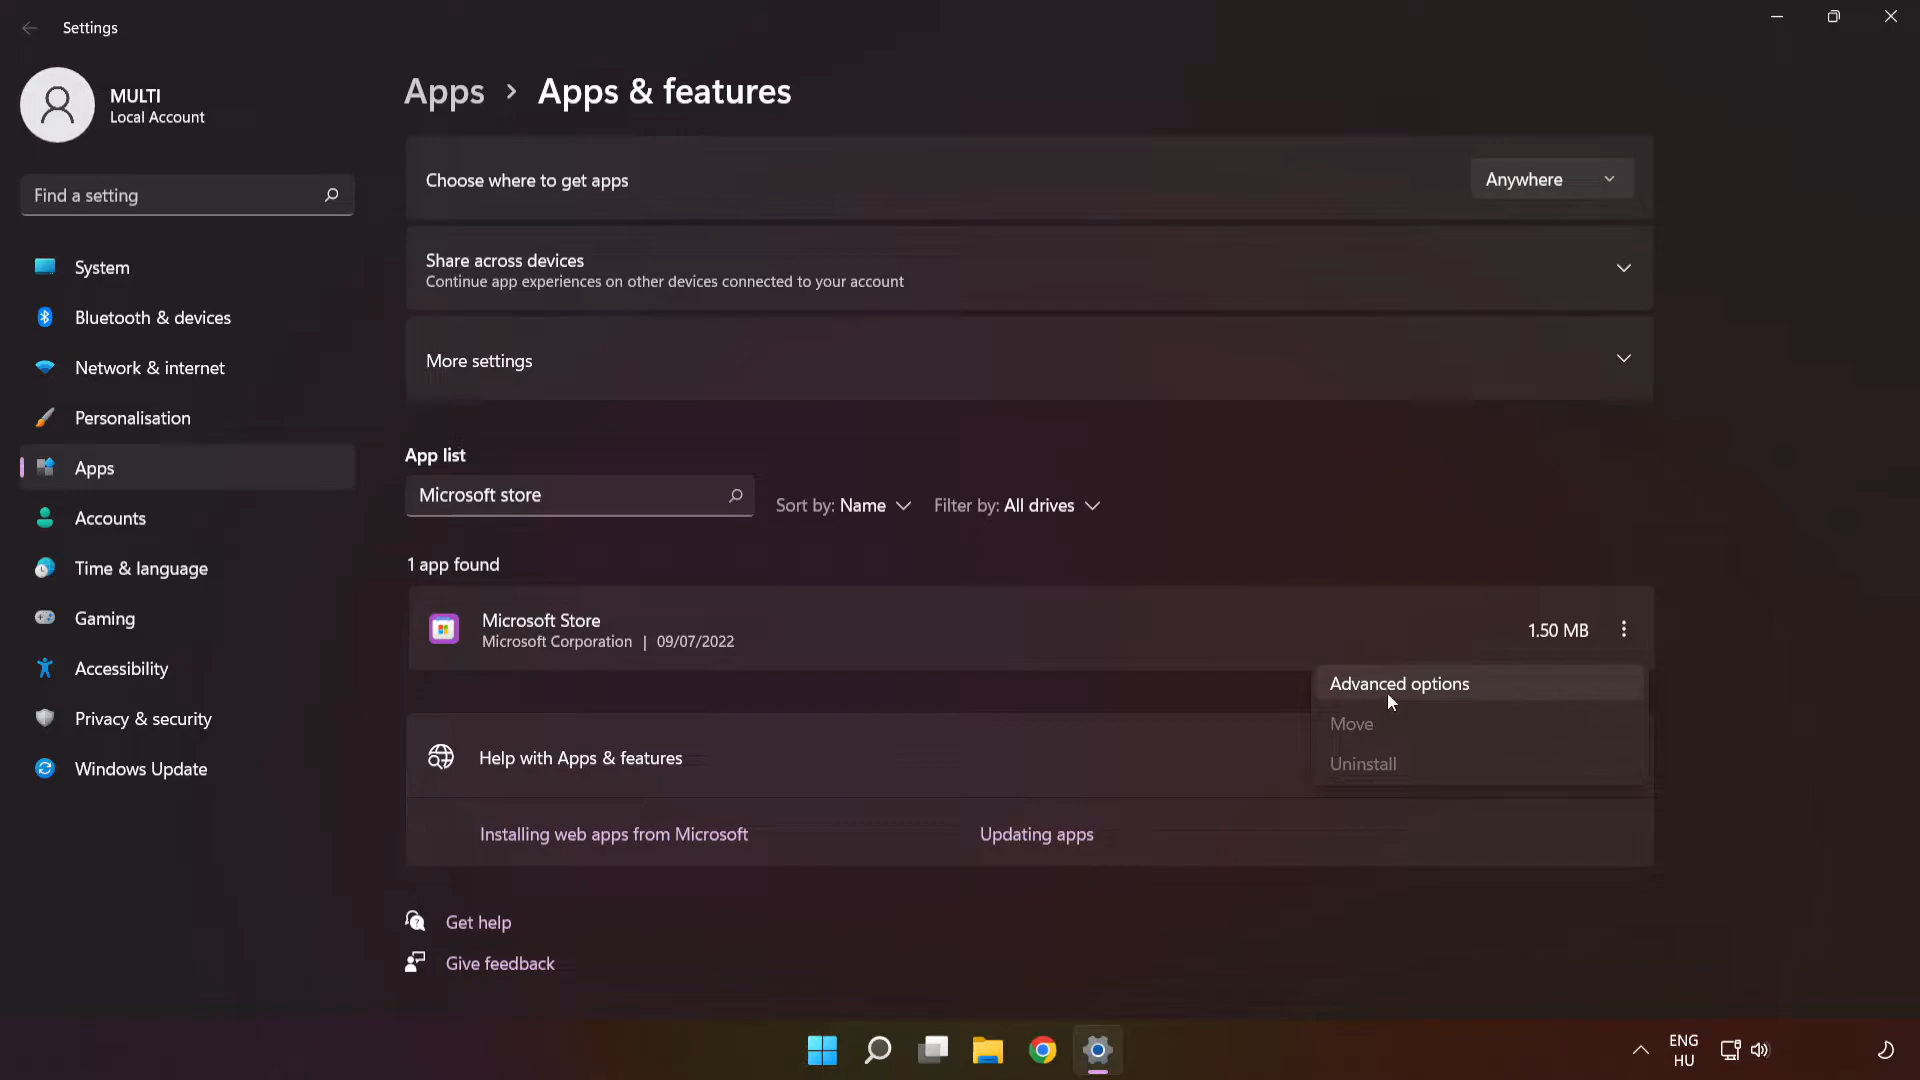 Settings
MULTI
Local Account
Find a setting
System
Bluetooth & devices
Network & internet
Personalisation
Apps
Accounts
Time & language
Gaming
Accessibility
Privacy & security
Windows Update
Apps > Apps & features
Choose where to get apps
Anywhere
Share across devices
Continue app experiences on other devices connected to your account
More settings
App list
Microsoft store
Sort by: Name
Filter by: All drives
1 app found
Microsoft Store
Microsoft Corporation | 09/07/2022
1.50 MB
Advanced options
Move
Uninstall
Help with Apps & features
Installing web apps from Microsoft
Updating apps
Get help
Give feedback
ENG
HU